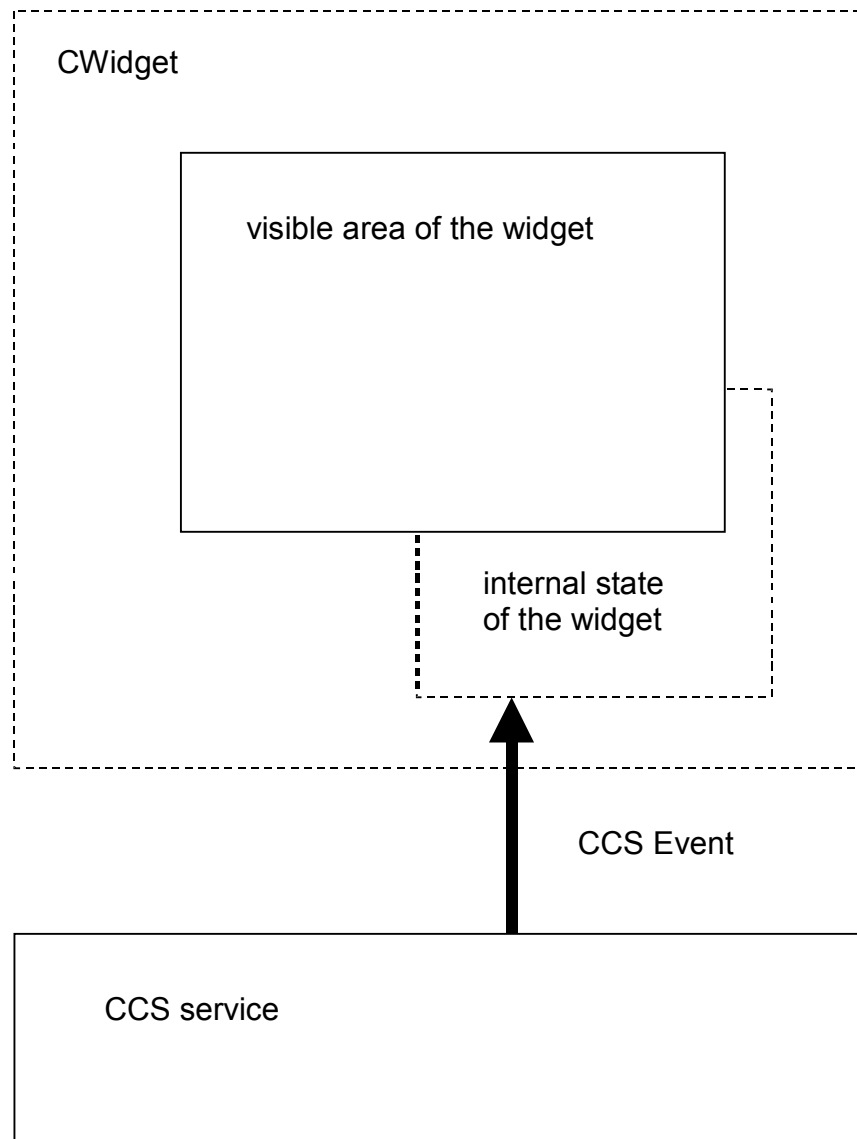 CWidget
visible area of the widget
internal state
of the widget
CCS Event
CCS service